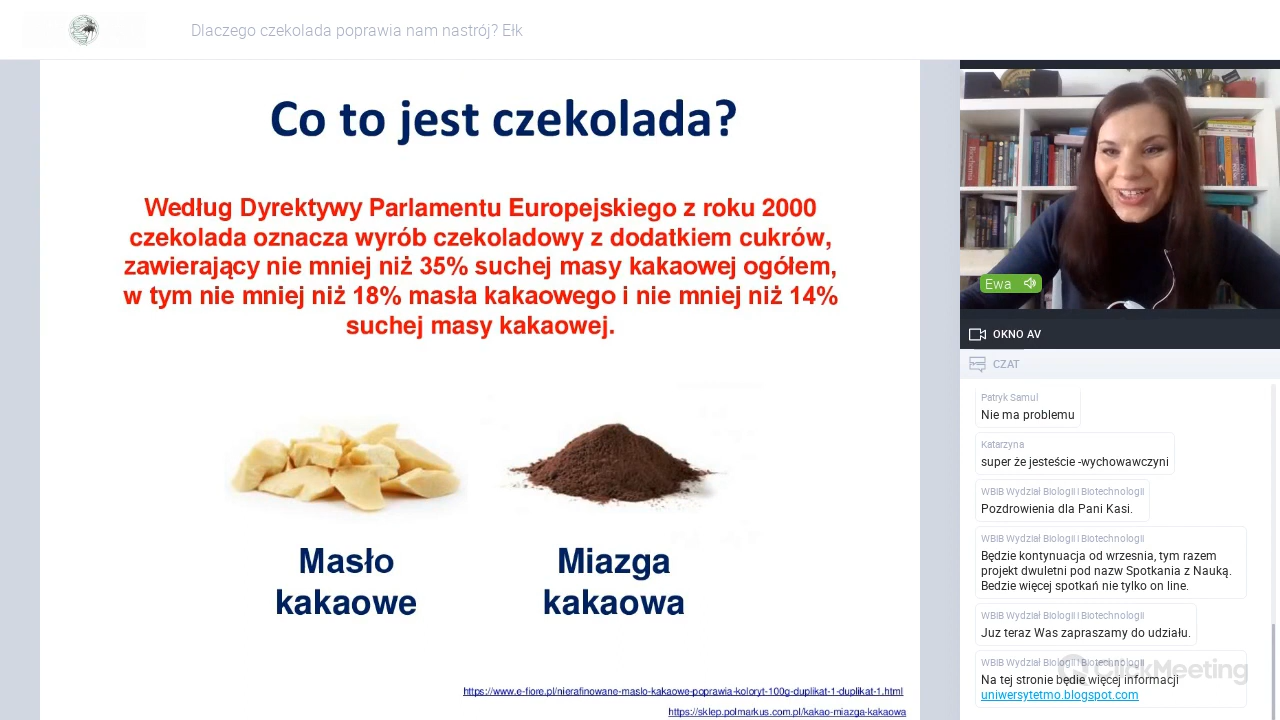 Dlaczego czekolada poprawia nam nastrój? Ełk
Co to jest czekolada?
Według Dyrektywy Parlamentu Europejskiego z roku 2000
czekolada oznacza wyrób czekoladowy z dodatkiem cukrów,
zawierający nie mniej niż 35% suchej masy kakaowej ogółem,
w tym nie mniej niż 18% masła kakaowego i nie mniej niż 14%
suchej masy kakaowej.
Masło
kakaowe
Miazga
kakaowa
https://www.e-fiore.pl/nierafinowane-maslo-kakaowe-poprawia-koloryt-100g-duplikat-1-duplikat-1.html
https://sklep.polmarkus.com.pl/kakao-miazga-kakaowa
Ewa
OKNO AV
CZAT
Patryk Samul
Nie ma problemu
Katarzyna
super że jesteście -wychowawczyni
WBiB Wydział Biologii i Biotechnologii
Pozdrowienia dla Pani Kasi.
WBiB Wydział Biologii i Biotechnologii
Będzie kontynuacja od wrzesnia, tym razem
projekt dwuletni pod nazw Spotkania z Nauką.
Bedzie więcej spotkań nie tylko on line.
WBiB Wydział Biologii i Biotechnologii
Juz teraz Was zapraszamy do udziału.
WBiB Wydział Biologii i Biotechnologii
Na tej stronie będie więcej informacji
uniwersytetmo.blogspot.com
ClickMeeting